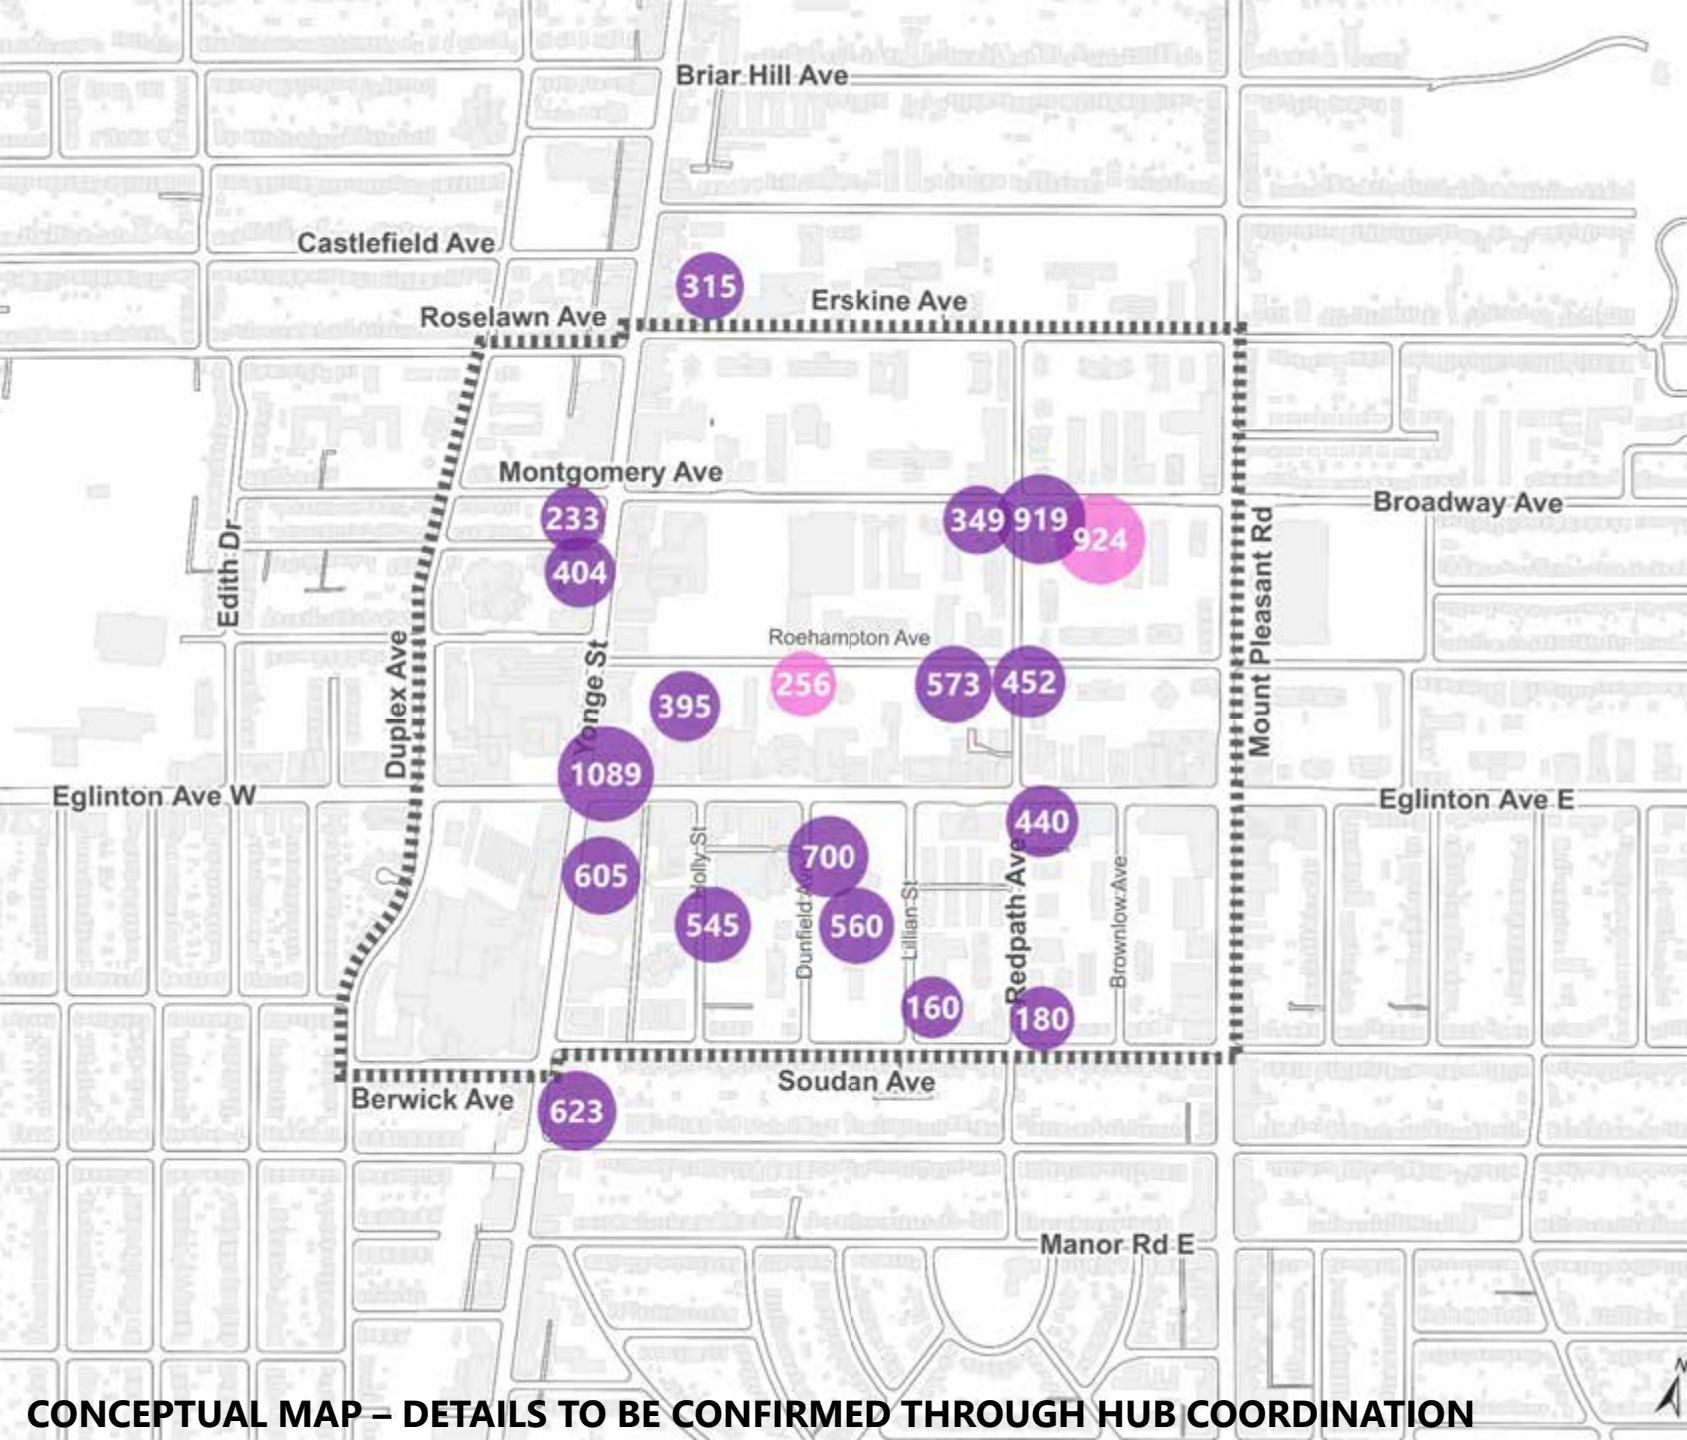 Briar Hill Ave
Castlefield Ave
315
Erskine Ave
Roselawn Ave
Montgomery Ave
Broadway Ave
233
349
919
924
404
Edith Dr
Mount Pleasant Rd
Roehampton Ave
Duplex Ave
Yonge St
256
573
452
395
1089
Eglinton Ave W
Eglinton Ave E
440
700
605
Holly St
545
Dunfield Ave
560
Lillian St
Redpath Ave
Brownlow Ave
160
180
Soudan Ave
Berwick Ave
623
Manor Rd E
N
CONCEPTUAL MAP – DETAILS TO BE CONFIRMED THROUGH HUB COORDINATION